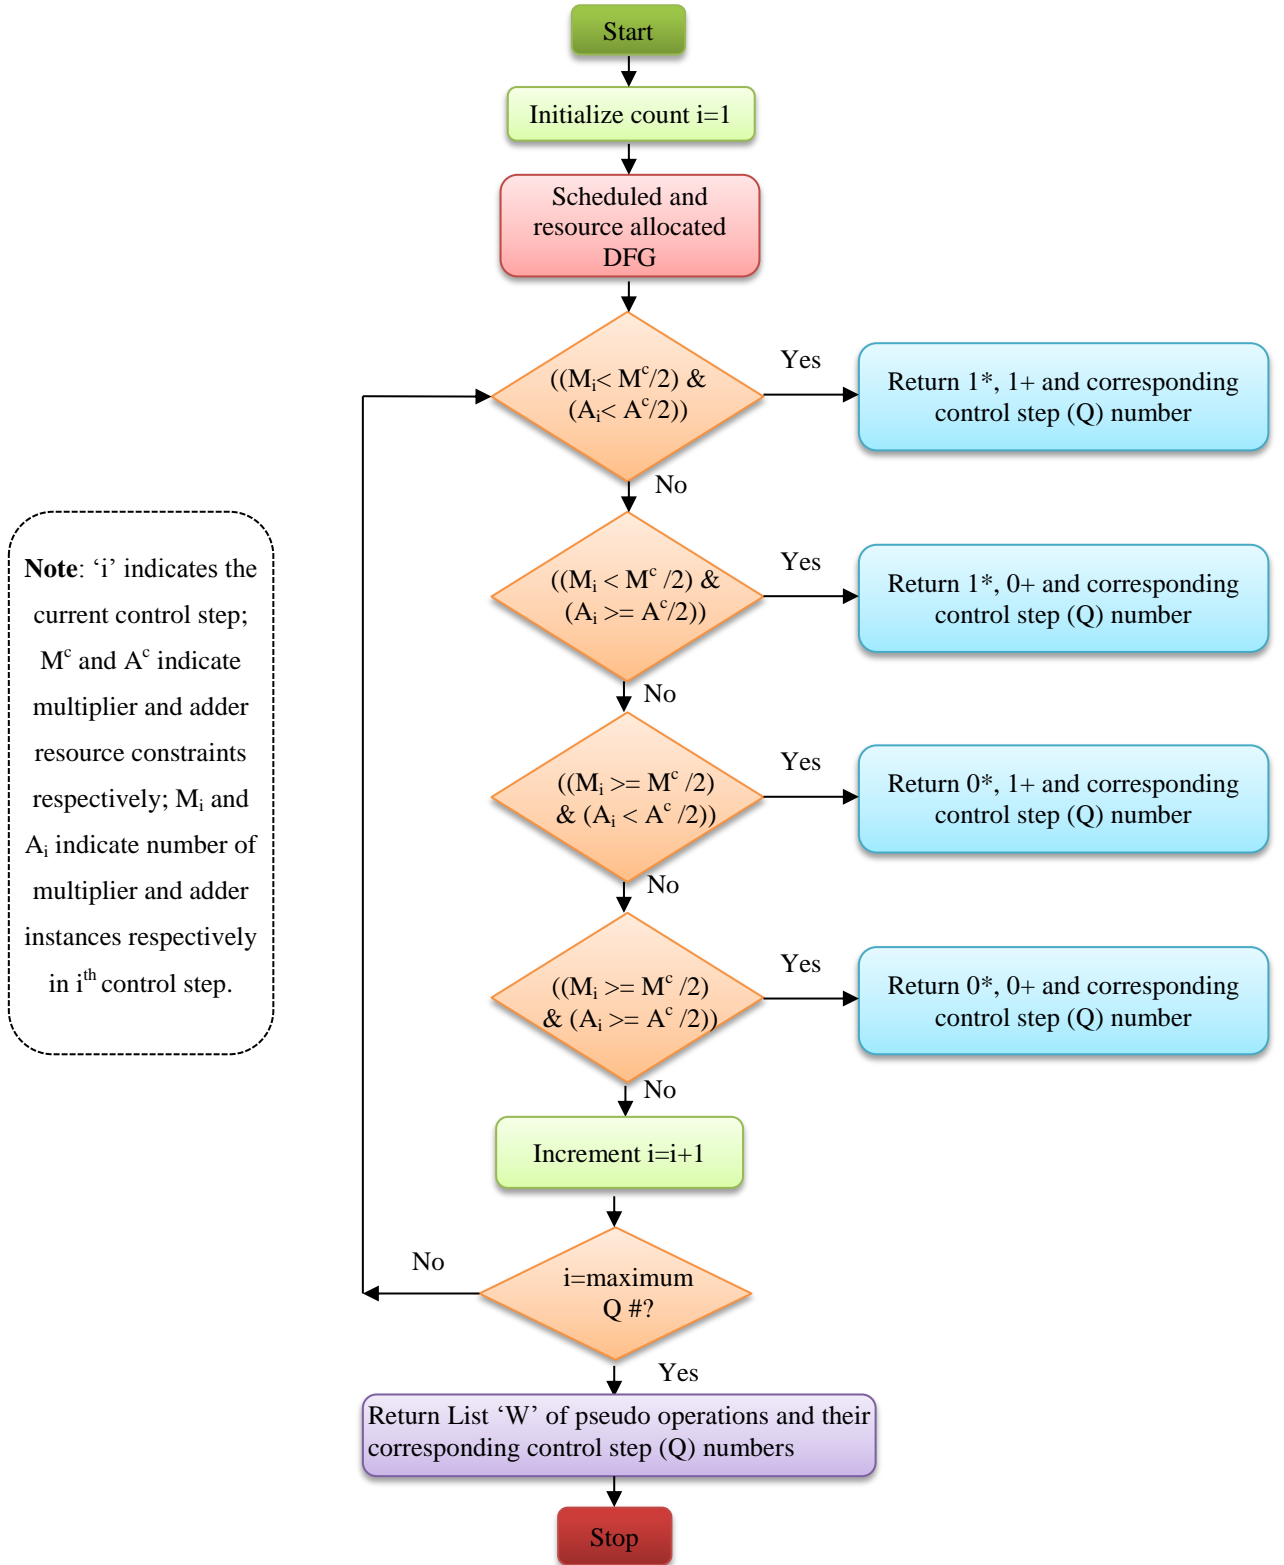 Start
Initialize count i=1
Scheduled and
resource allocated
DFG
((Mᵢ< Mᶜ/2) &
(Aᵢ< Aᶜ/2))
Yes
Return 1*, 1+ and corresponding
control step (Q) number
No
((Mᵢ < Mᶜ /2) &
(Aᵢ >= Aᶜ/2))
Yes
Return 1*, 0+ and corresponding
control step (Q) number
No
((Mᵢ >= Mᶜ /2)
& (Aᵢ < Aᶜ /2))
Yes
Return 0*, 1+ and corresponding
control step (Q) number
No
((Mᵢ >= Mᶜ /2)
& (Aᵢ >= Aᶜ /2))
Yes
Return 0*, 0+ and corresponding
control step (Q) number
No
Increment i=i+1
i=maximum
Q #?
No
Yes
Return List ‘W’ of pseudo operations and their
corresponding control step (Q) numbers
Stop
Note: ‘i’ indicates the
current control step;
Mᶜ and Aᶜ indicate
multiplier and adder
resource constraints
respectively; Mᵢ and
Aᵢ indicate number of
multiplier and adder
instances respectively
in iᵗʰ control step.